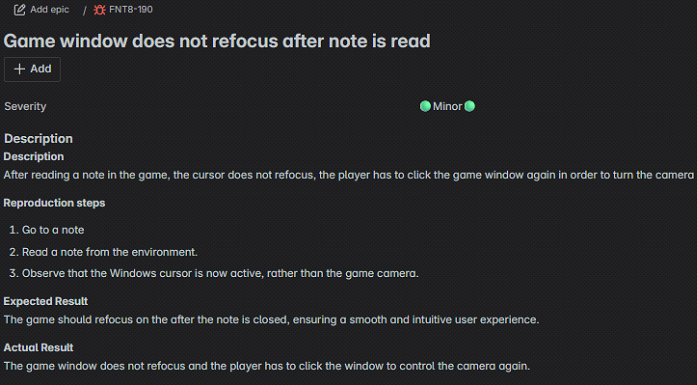 Add epic / FNT8-190
Game window does not refocus after note is read
+ Add
Severity Minor
Description
Description
After reading a note in the game, the cursor does not refocus, the player has to click the game window again in order to turn the camera
Reproduction steps
1. Go to a note
2. Read a note from the environment.
3. Observe that the Windows cursor is now active, rather than the game camera.
Expected Result
The game should refocus on the after the note is closed, ensuring a smooth and intuitive user experience.
Actual Result
The game window does not refocus and the player has to click the window to control the camera again.